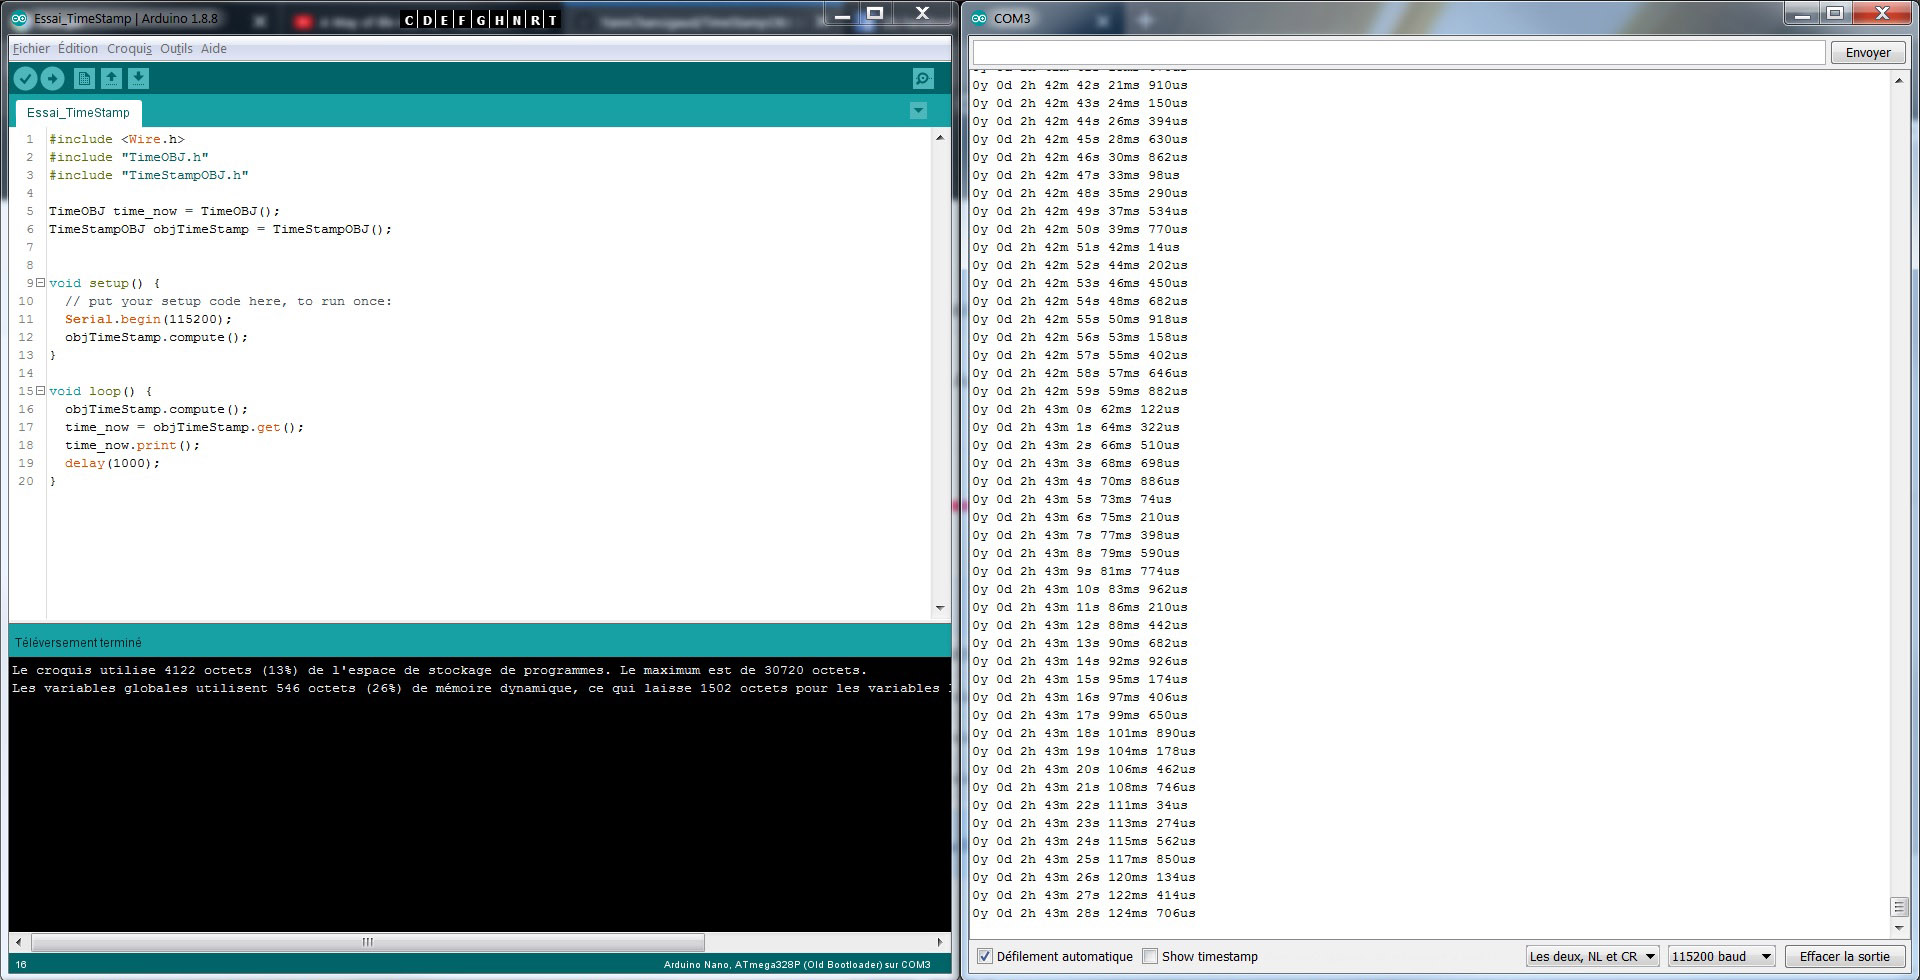 Essai_TimeStamp | Arduino 1.8.8
C D E F G H N R T
Fichier Édition Croquis Outils Aide
Essai_TimeStamp
1 #include <Wire.h>
2 #include "TimeOBJ.h"
3 #include "TimeStampOBJ.h"
4
5 TimeOBJ time_now = TimeOBJ();
6 TimeStampOBJ objTimeStamp = TimeStampOBJ();
7
8
9 void setup() {
10 // put your setup code here, to run once:
11 Serial.begin(115200);
12 objTimeStamp.compute();
13 }
14
15 void loop() {
16 objTimeStamp.compute();
17 time_now = objTimeStamp.get();
18 time_now.print();
19 delay(1000);
20 }
Téléversement terminé
Le croquis utilise 4122 octets (13%) de l'espace de stockage de programmes. Le maximum est de 30720 octets.
Les variables globales utilisent 546 octets (26%) de mémoire dynamique, ce qui laisse 1502 octets pour les variables
16
Arduino Nano, ATmega328P (Old Bootloader) sur COM3
COM3
Envoyer
0y 0d 2h 42m 42s 21ms 910us
0y 0d 2h 42m 43s 24ms 150us
0y 0d 2h 42m 44s 26ms 394us
0y 0d 2h 42m 45s 28ms 630us
0y 0d 2h 42m 46s 30ms 862us
0y 0d 2h 42m 47s 33ms 98us
0y 0d 2h 42m 48s 35ms 290us
0y 0d 2h 42m 49s 37ms 534us
0y 0d 2h 42m 50s 39ms 770us
0y 0d 2h 42m 51s 42ms 14us
0y 0d 2h 42m 52s 44ms 202us
0y 0d 2h 42m 53s 46ms 450us
0y 0d 2h 42m 54s 48ms 682us
0y 0d 2h 42m 55s 50ms 918us
0y 0d 2h 42m 56s 53ms 158us
0y 0d 2h 42m 57s 55ms 402us
0y 0d 2h 42m 58s 57ms 646us
0y 0d 2h 42m 59s 59ms 882us
0y 0d 2h 43m 0s 62ms 122us
0y 0d 2h 43m 1s 64ms 322us
0y 0d 2h 43m 2s 66ms 510us
0y 0d 2h 43m 3s 68ms 698us
0y 0d 2h 43m 4s 70ms 886us
0y 0d 2h 43m 5s 73ms 74us
0y 0d 2h 43m 6s 75ms 210us
0y 0d 2h 43m 7s 77ms 398us
0y 0d 2h 43m 8s 79ms 590us
0y 0d 2h 43m 9s 81ms 774us
0y 0d 2h 43m 10s 83ms 962us
0y 0d 2h 43m 11s 86ms 210us
0y 0d 2h 43m 12s 88ms 442us
0y 0d 2h 43m 13s 90ms 682us
0y 0d 2h 43m 14s 92ms 926us
0y 0d 2h 43m 15s 95ms 174us
0y 0d 2h 43m 16s 97ms 406us
0y 0d 2h 43m 17s 99ms 650us
0y 0d 2h 43m 18s 101ms 890us
0y 0d 2h 43m 19s 104ms 178us
0y 0d 2h 43m 20s 106ms 462us
0y 0d 2h 43m 21s 108ms 746us
0y 0d 2h 43m 22s 111ms 34us
0y 0d 2h 43m 23s 113ms 274us
0y 0d 2h 43m 24s 115ms 562us
0y 0d 2h 43m 25s 117ms 850us
0y 0d 2h 43m 26s 120ms 134us
0y 0d 2h 43m 27s 122ms 414us
0y 0d 2h 43m 28s 124ms 706us
Défilement automatique Show timestamp Les deux, NL et CR 115200 baud Effacer la sortie